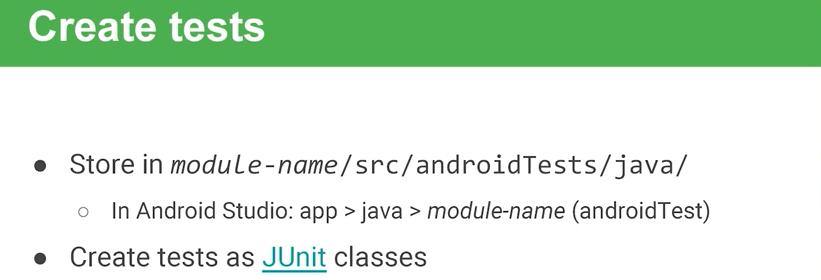 Create tests
● Store in module-name/src/androidTests/java/
○ In Android Studio: app > java > module-name (androidTest)
● Create tests as JUnit classes